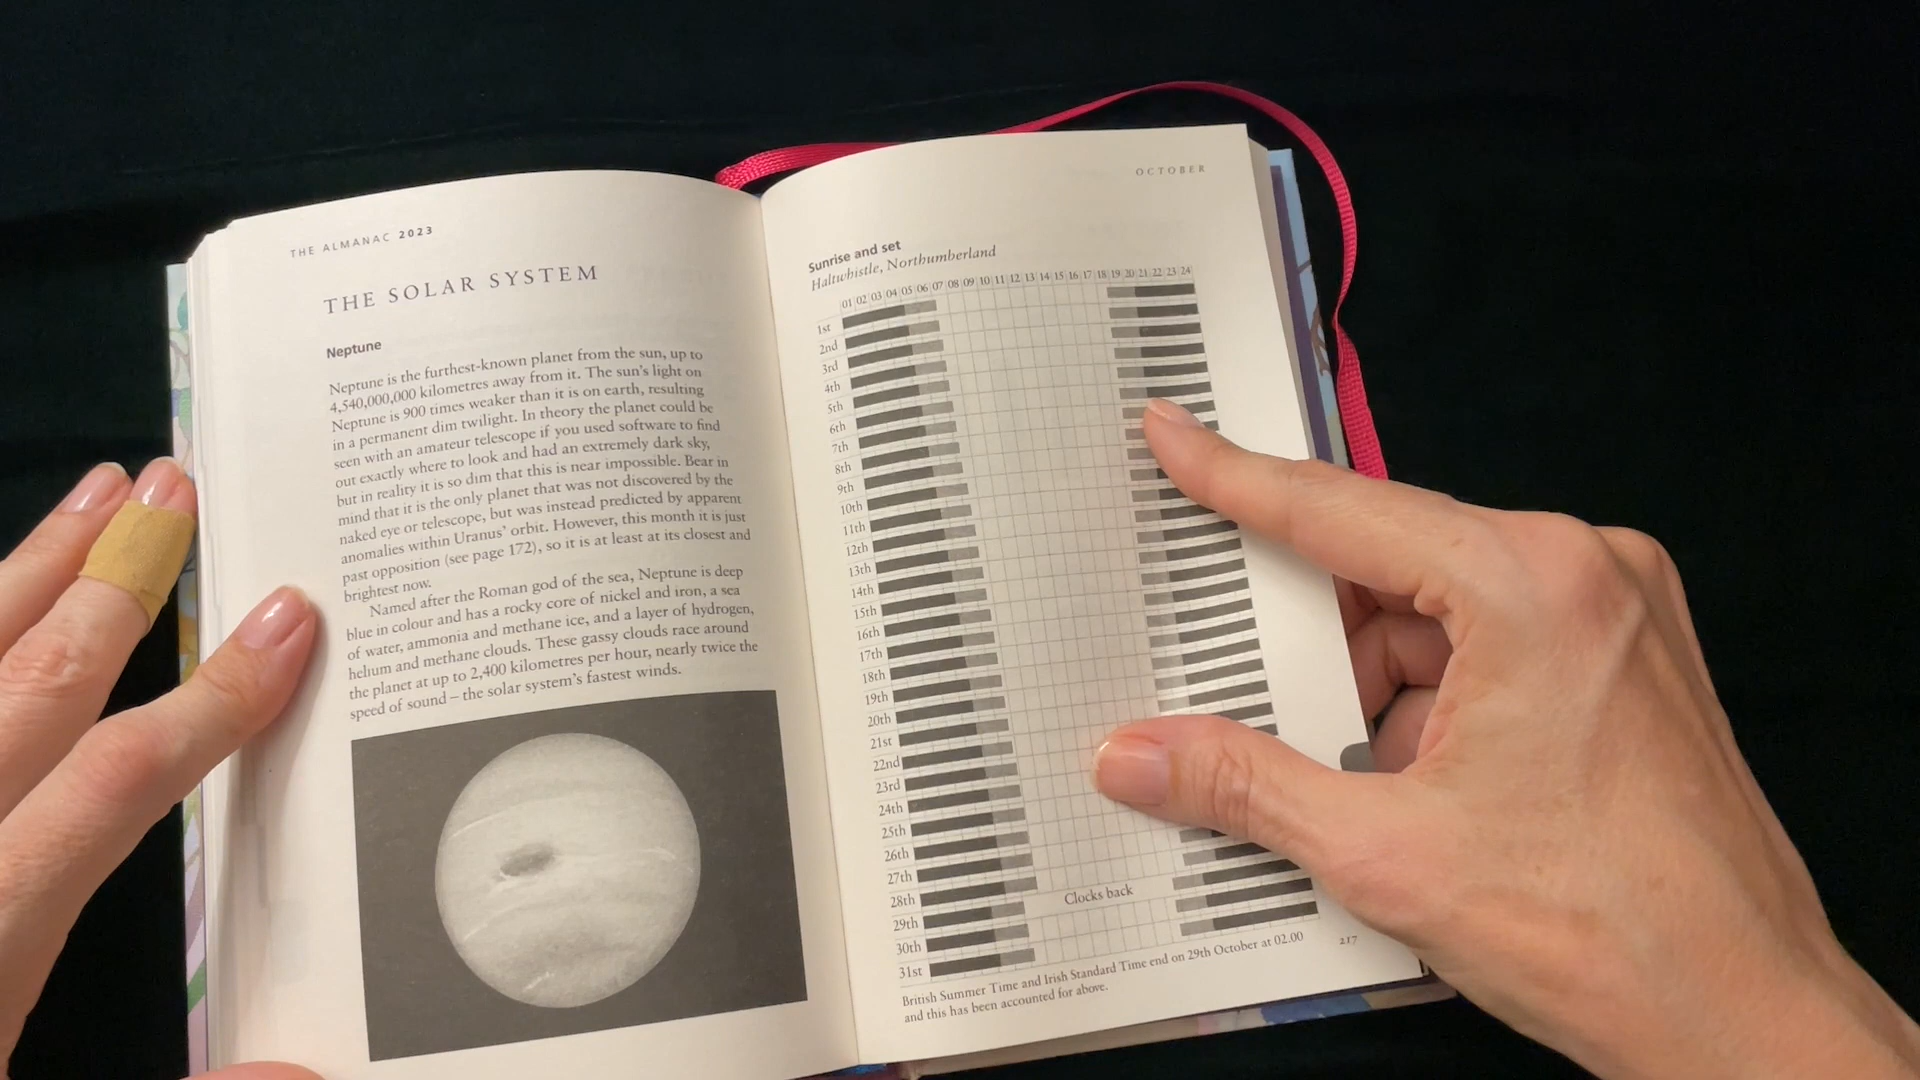 THE ALMANAC 2023
THE SOLAR SYSTEM
Neptune
Neptune is the furthest-known planet from the sun, up to
4,540,000,000 kilometres away from it. The sun's light on
Neptune is 900 times weaker than it is on earth, resulting
in a permanent dim twilight. In theory the planet could be
seen with an amateur telescope if you used software to find
out exactly where to look and had an extremely dark sky,
but in reality it is so dim that this is near impossible. Bear in
mind that it is the only planet that was not discovered by the
naked eye or telescope, but was instead predicted by apparent
anomalies within Uranus' orbit. However, this month it is just
past opposition (see page 172), so it is at least at its closest and
brightest now.
Named after the Roman god of the sea, Neptune is deep
blue in colour and has a rocky core of nickel and iron, a sea
of water, ammonia and methane ice, and a layer of hydrogen,
helium and methane clouds. These gassy clouds race around
the planet at up to 2,400 kilometres per hour, nearly twice the
speed of sound – the solar system's fastest winds.
OCTOBER
Sunrise and set
Haltwhistle, Northumberland
01 02 03 04 05 06 07 08 09 10 11 12 13 14 15 16 17 18 19 20 21 22 23 24
1st
2nd
3rd
4th
5th
6th
7th
8th
9th
10th
11th
12th
13th
14th
15th
16th
17th
18th
19th
20th
21st
22nd
23rd
24th
25th
26th
27th
28th
29th Clocks back
30th
31st
British Summer Time and Irish Standard Time end on 29th October at 02.00
and this has been accounted for above.
217